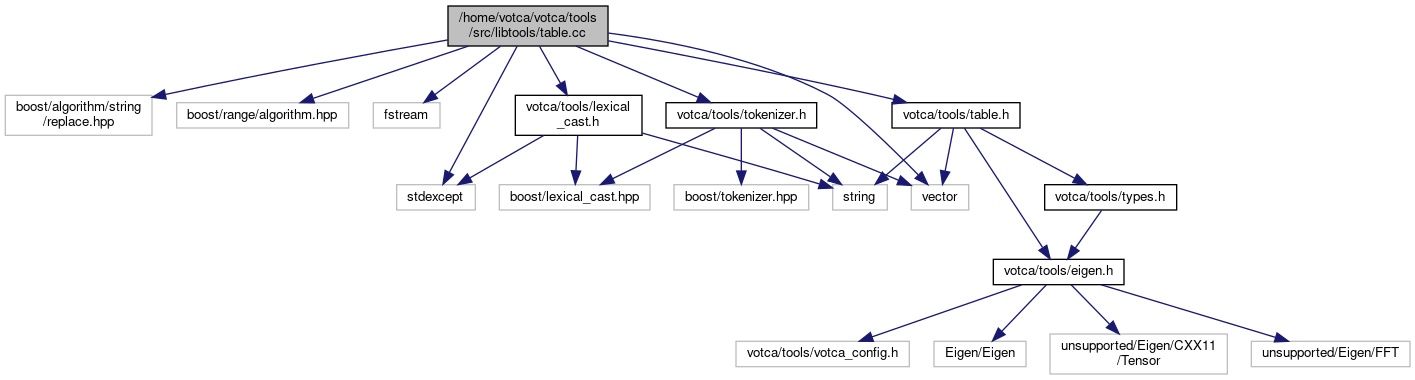 /home/votca/votca/tools
/src/libtools/table.cc
boost/algorithm/string
/replace.hpp
boost/range/algorithm.hpp
fstream
votca/tools/lexical
_cast.h
votca/tools/tokenizer.h
votca/tools/table.h
stdexcept
boost/lexical_cast.hpp
boost/tokenizer.hpp
string
vector
votca/tools/types.h
votca/tools/eigen.h
votca/tools/votca_config.h
Eigen/Eigen
unsupported/Eigen/CXX11
/Tensor
unsupported/Eigen/FFT